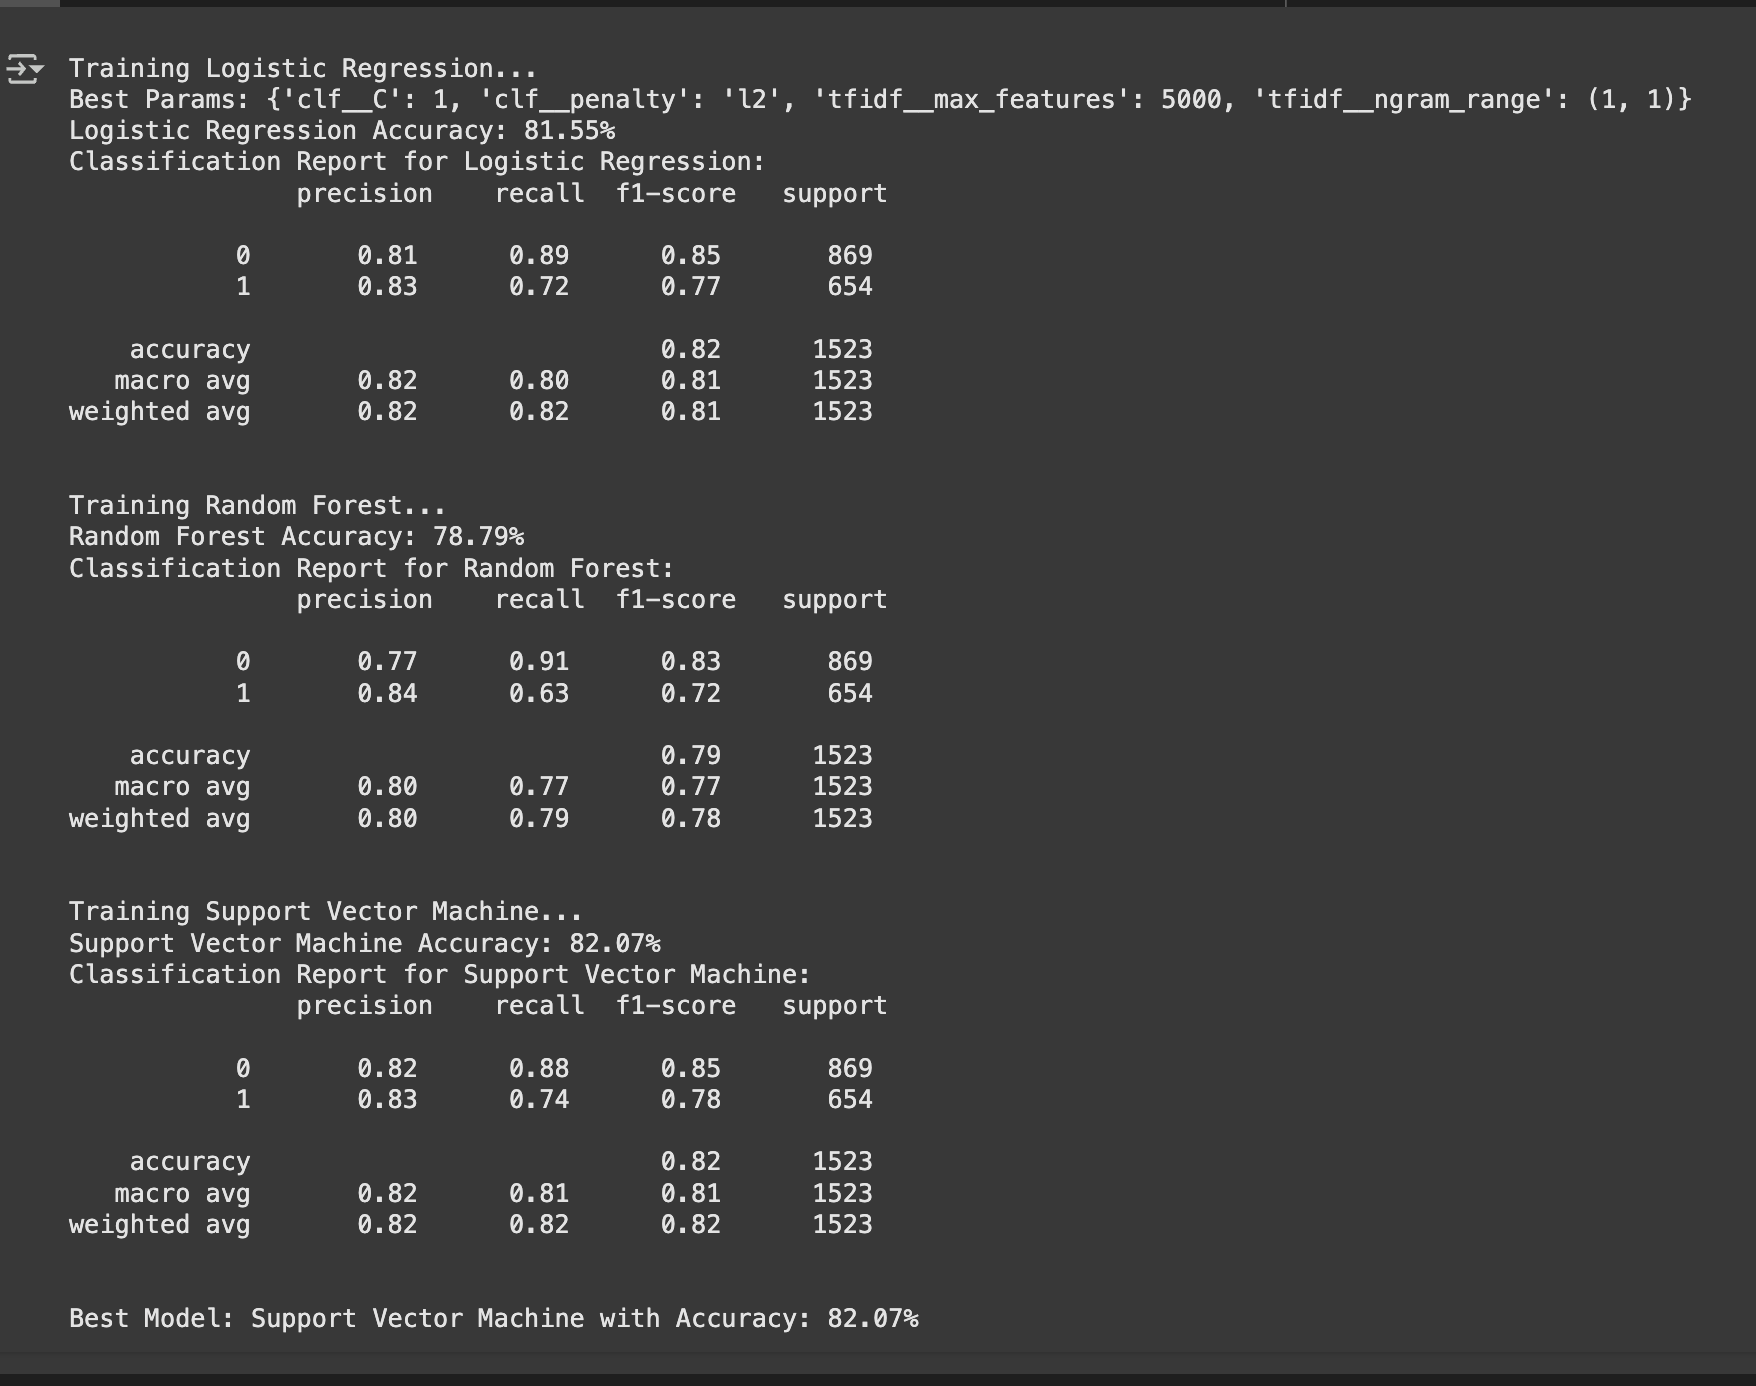 Training Logistic Regression...
Best Params: {'clf__C': 1, 'clf__penalty': 'l2', 'tfidf__max_features': 5000, 'tfidf__ngram_range': (1, 1)}
Logistic Regression Accuracy: 81.55%
Classification Report for Logistic Regression:
precision recall f1-score support
0 0.81 0.89 0.85 869
1 0.83 0.72 0.77 654
accuracy 0.82 1523
macro avg 0.82 0.80 0.81 1523
weighted avg 0.82 0.82 0.81 1523
Training Random Forest...
Random Forest Accuracy: 78.79%
Classification Report for Random Forest:
precision recall f1-score support
0 0.77 0.91 0.83 869
1 0.84 0.63 0.72 654
accuracy 0.79 1523
macro avg 0.80 0.77 0.77 1523
weighted avg 0.80 0.79 0.78 1523
Training Support Vector Machine...
Support Vector Machine Accuracy: 82.07%
Classification Report for Support Vector Machine:
precision recall f1-score support
0 0.82 0.88 0.85 869
1 0.83 0.74 0.78 654
accuracy 0.82 1523
macro avg 0.82 0.81 0.81 1523
weighted avg 0.82 0.82 0.82 1523
Best Model: Support Vector Machine with Accuracy: 82.07%